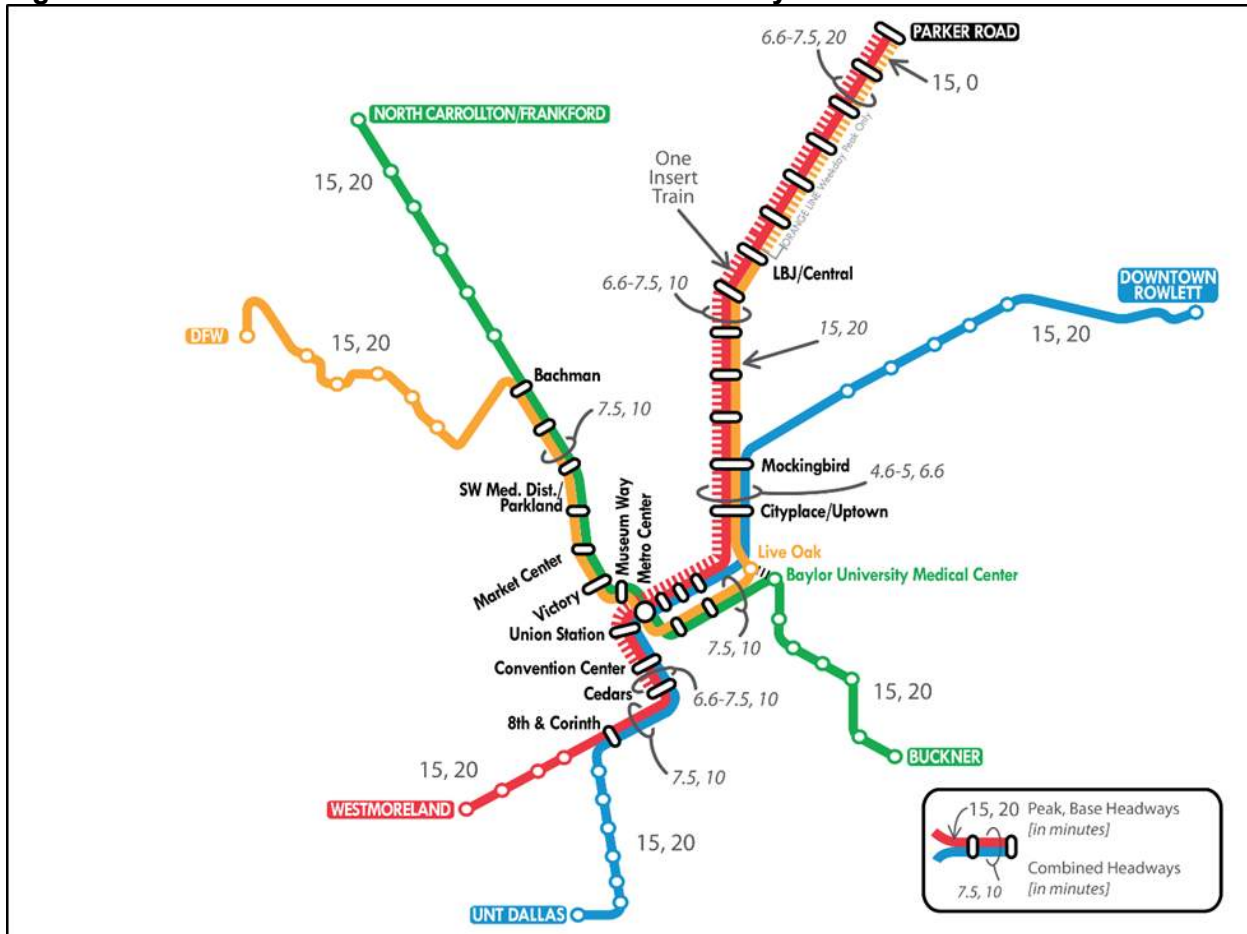 PARKER ROAD
6.6-7.5, 20
15, 0
NORTH CARROLLTON/FRANKFORD
15, 20
One
Insert
Train
ORANGE LINE Weekday Peak Only
LBJ/Central
6.6-7.5, 10
DOWNTOWN
ROWLETT
15, 20
DFW
15, 20
15, 20
Bachman
7.5, 10
Mockingbird
4.6-5, 6.6
Cityplace/Uptown
SW Med. Dist./
Parkland
Museum Way
Metro Center
Live Oak
Baylor University Medical Center
Market Center
Victory
Union Station
7.5, 10
Convention Center
Cedars
6.6-7.5, 10
15, 20
8th & Corinth
BUCKNER
15, 20
7.5, 10
WESTMORELAND
15, 20
UNT DALLAS
15, 20 Peak, Base Headways
[in minutes]
Combined Headways
7.5, 10 [in minutes]